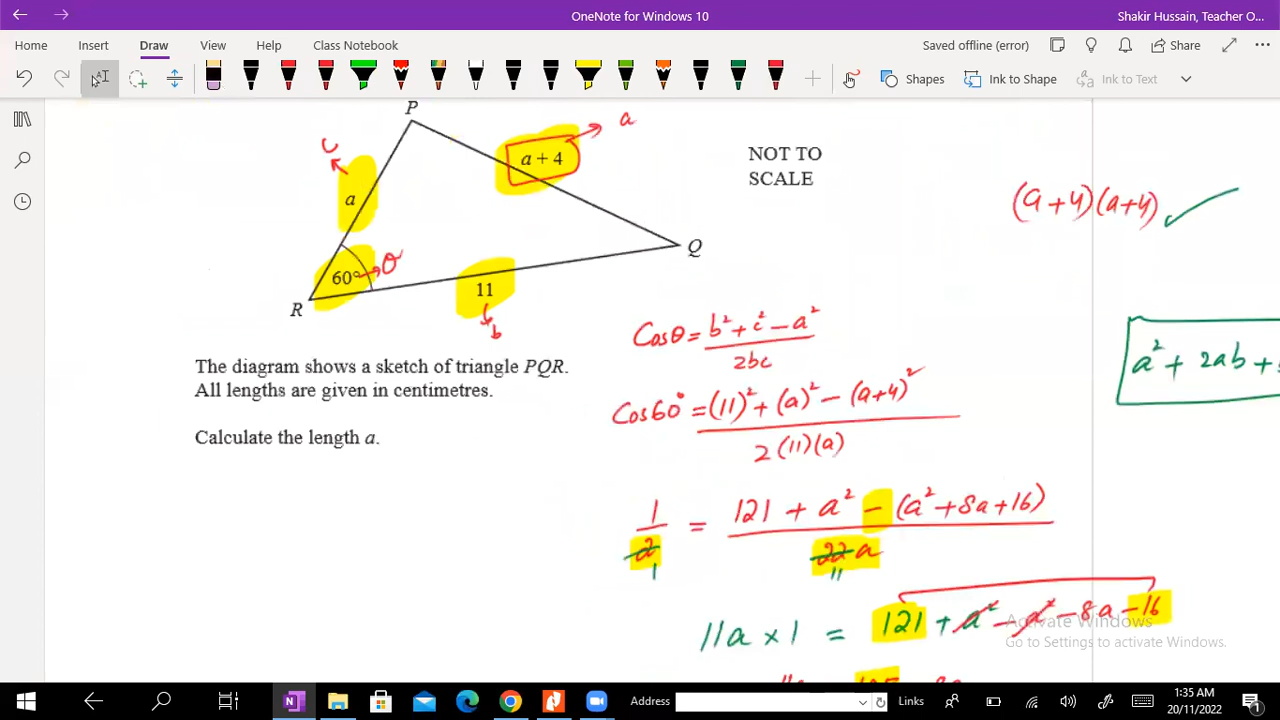 OneNote for Windows 10
Shakir Hussain, Teacher O...
Home Insert Draw View Help Class Notebook
Saved offline (error) Share
Shapes Ink to Shape Ink to Text
P
a + 4
a
c
a
60° θ
11
b
R
Q
NOT TO
SCALE
(a+4)(a+4)
The diagram shows a sketch of triangle PQR.
All lengths are given in centimetres.
Calculate the length a.
Cosθ = b² + c² − a²
2bc
Cos60° = (11)² + (a)² − (a+4)²
2(11)(a)
a² + 2ab +
1 = 121 + a² − (a² + 8a + 16)
2 22a
1 11
11a × 1 = 121 + a² − a² − 8a − 16
Activate Windows
Go to Settings to activate Windows.
Address Links
1:35 AM
20/11/2022